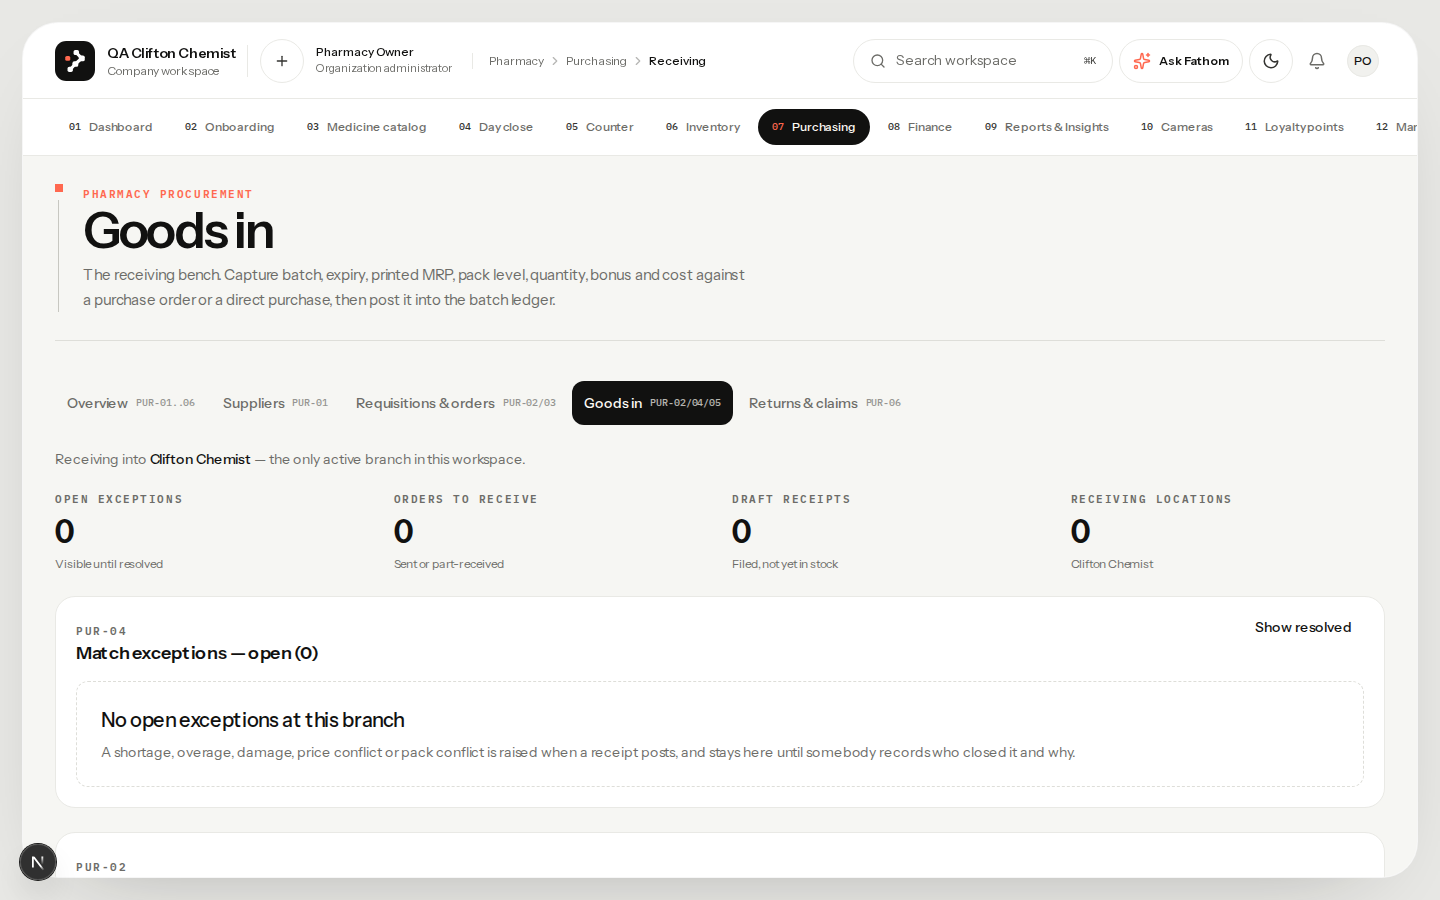 QA Clifton Chemist
Company workspace
Pharmacy Owner
Organization administrator
Pharmacy
Purchasing
Receiving
Search workspace
⌘K
Ask Fathom
PO
01 Dashboard
02 Onboarding
03 Medicine catalog
04 Day close
05 Counter
06 Inventory
07 Purchasing
08 Finance
09 Reports & Insights
10 Cameras
11 Loyalty points
12 Mar
PHARMACY PROCUREMENT
Goods in
The receiving bench. Capture batch, expiry, printed MRP, pack level, quantity, bonus and cost against
a purchase order or a direct purchase, then post it into the batch ledger.
Overview PUR-01..06
Suppliers PUR-01
Requisitions & orders PUR-02/03
Goods in PUR-02/04/05
Returns & claims PUR-06
Receiving into Clifton Chemist — the only active branch in this workspace.
OPEN EXCEPTIONS
0
Visible until resolved
ORDERS TO RECEIVE
0
Sent or part-received
DRAFT RECEIPTS
0
Filed, not yet in stock
RECEIVING LOCATIONS
0
Clifton Chemist
PUR-04
Match exceptions — open (0)
Show resolved
No open exceptions at this branch
A shortage, overage, damage, price conflict or pack conflict is raised when a receipt posts, and stays here until somebody records who closed it and why.
N
PUR-02